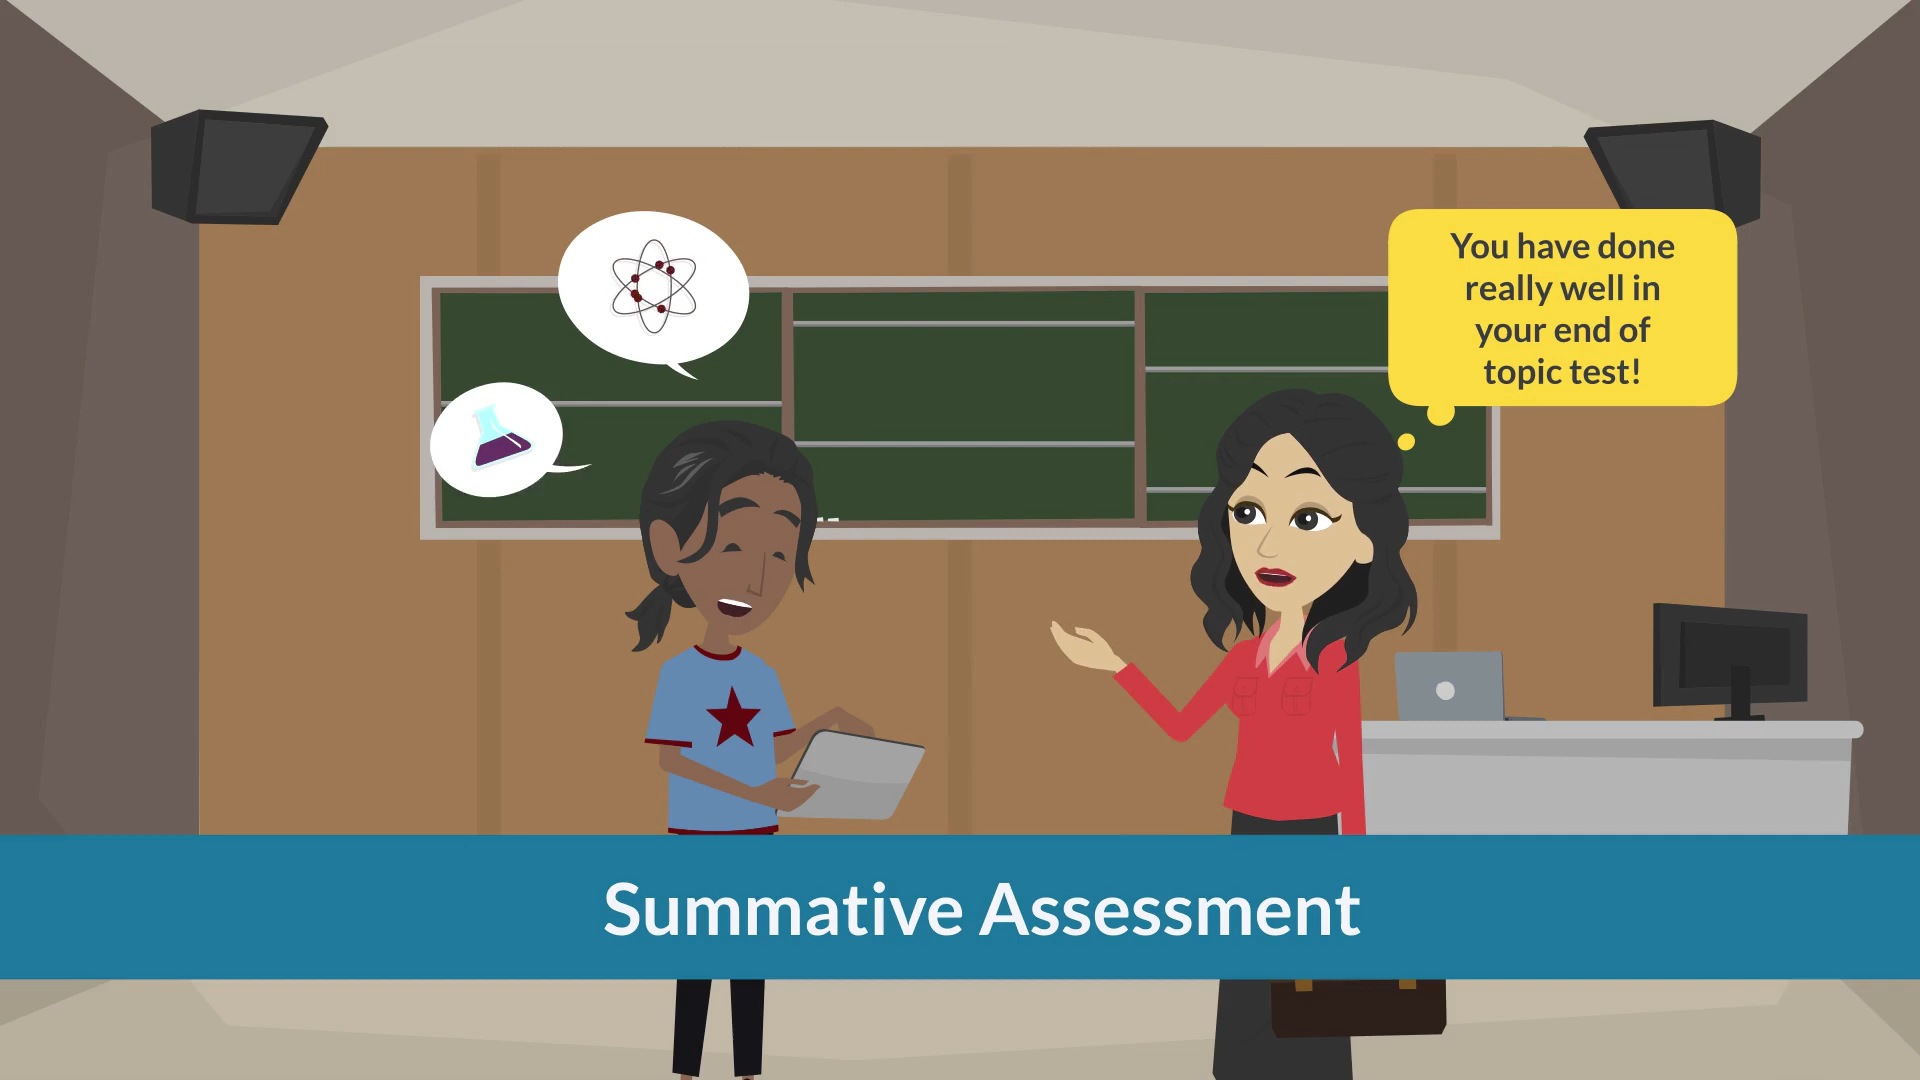 You have done
really well in
your end of
topic test!
Summative Assessment